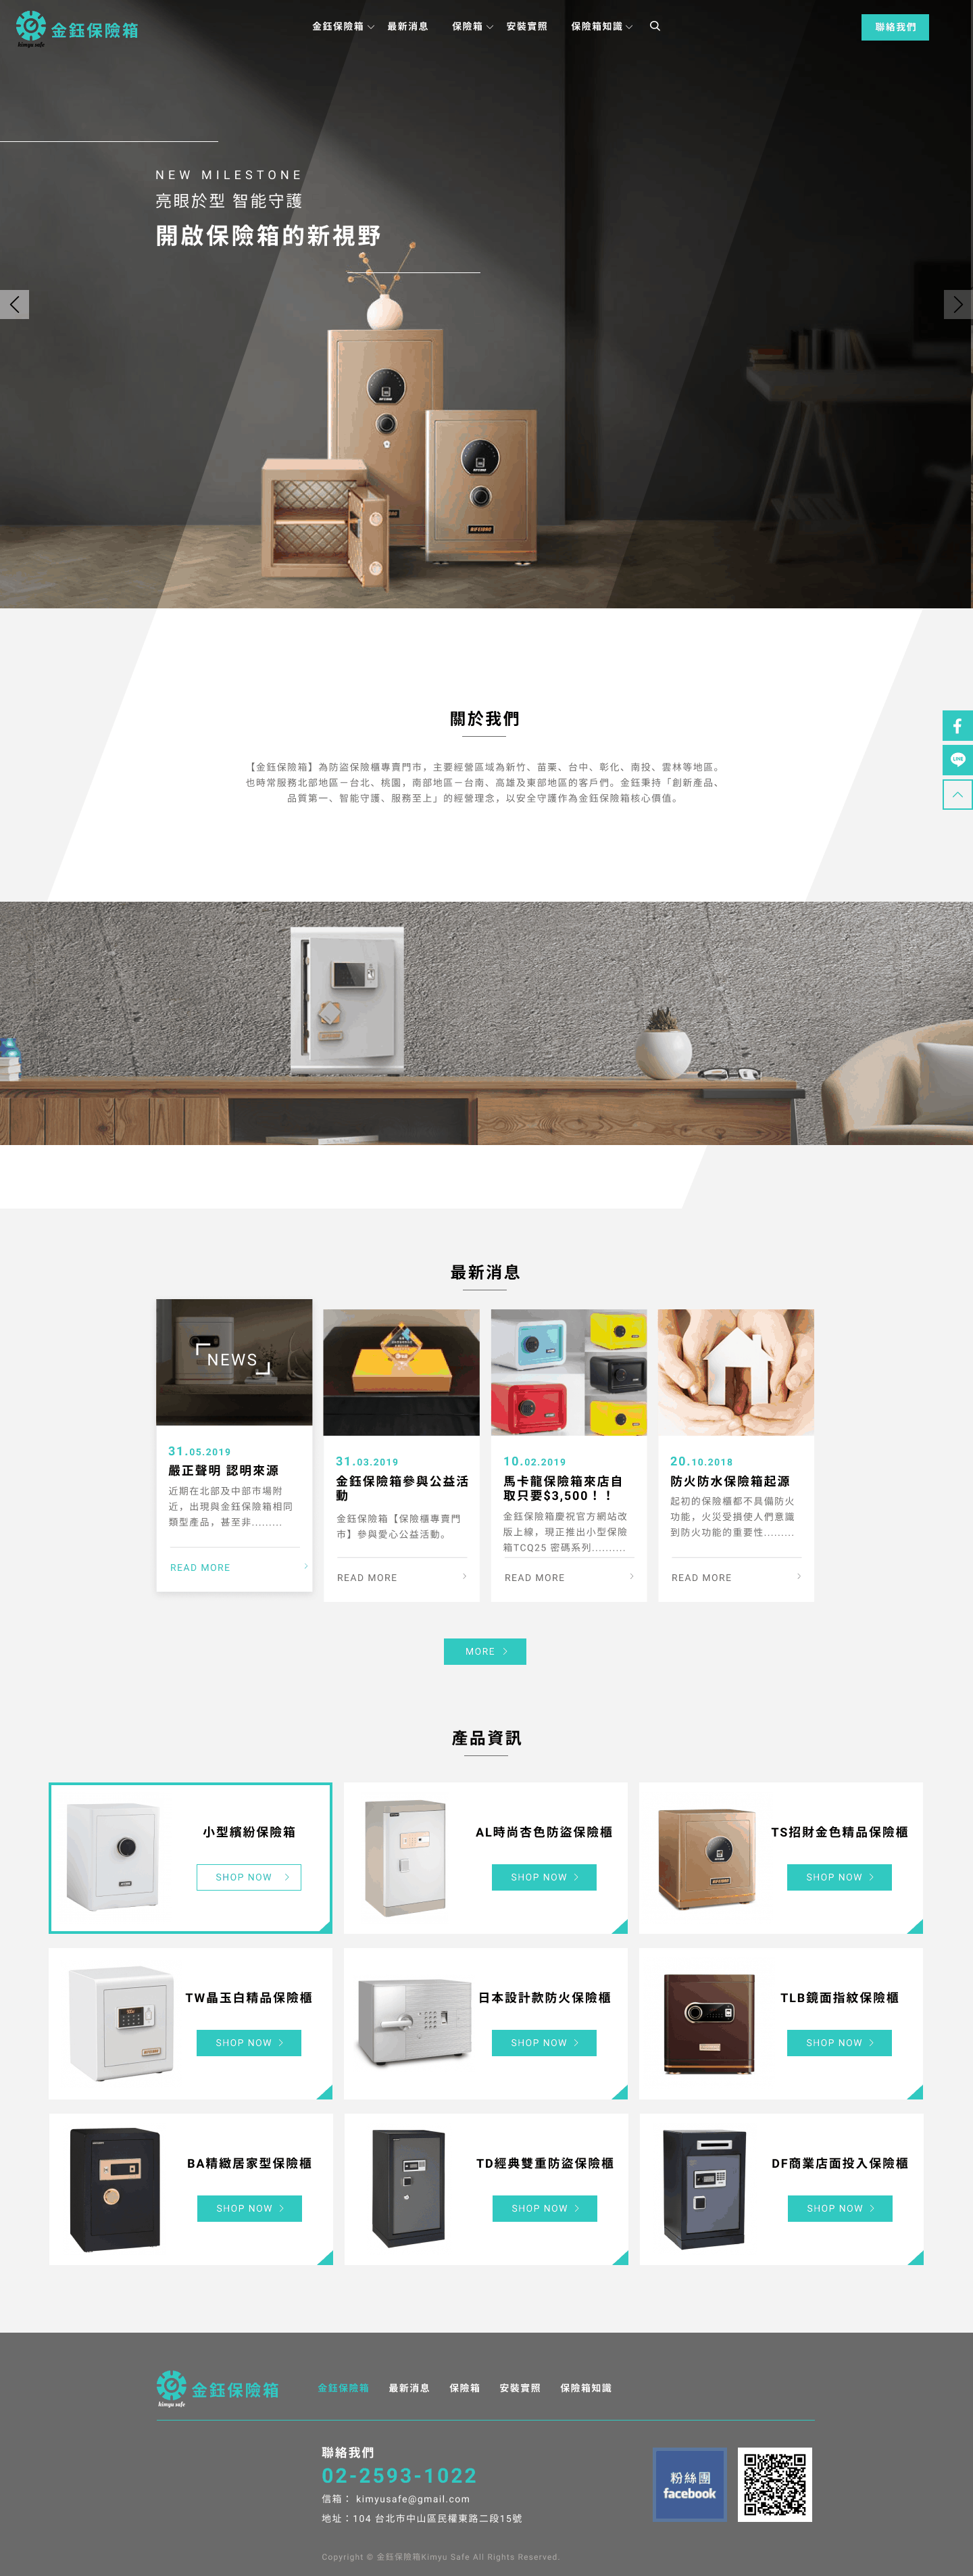 金鈺保險箱
kimyu safe
金鈺保險箱 最新消息 保險箱 安裝實照 保險箱知識
聯絡我們
NEW MILESTONE
亮眼於型 智能守護
開啟保險箱的新視野
關於我們
【金鈺保險箱】為防盜保險櫃專賣門市，主要經營區域為新竹、苗栗、台中、彰化、南投、雲林等地區。
也時常服務北部地區－台北、桃園，南部地區－台南、高雄及東部地區的客戶們。金鈺秉持「創新產品、
品質第一、智能守護、服務至上」的經營理念，以安全守護作為金鈺保險箱核心價值。
LINE
最新消息
NEWS
31.05.2019
嚴正聲明 認明來源
近期在北部及中部市場附
近，出現與金鈺保險箱相同
類型產品，甚至非.........
READ MORE
31.03.2019
金鈺保險箱參與公益活
動
金鈺保險箱【保險櫃專賣門
市】參與愛心公益活動。
READ MORE
10.02.2019
馬卡龍保險箱來店自
取只要$3,500！！
金鈺保險箱慶祝官方網站改
版上線，現正推出小型保險
箱TCQ25 密碼系列..........
READ MORE
20.10.2018
防火防水保險箱起源
起初的保險櫃都不具備防火
功能，火災受損使人們意識
到防火功能的重要性.........
READ MORE
MORE
產品資訊
小型繽紛保險箱
SHOP NOW
AL時尚杏色防盜保險櫃
SHOP NOW
TS招財金色精品保險櫃
SHOP NOW
TW晶玉白精品保險櫃
SHOP NOW
日本設計款防火保險櫃
SHOP NOW
TLB鏡面指紋保險櫃
SHOP NOW
BA精緻居家型保險櫃
SHOP NOW
TD經典雙重防盜保險櫃
SHOP NOW
DF商業店面投入保險櫃
SHOP NOW
金鈺保險箱
kimyu safe
金鈺保險箱 最新消息 保險箱 安裝實照 保險箱知識
聯絡我們
02-2593-1022
信箱： kimyusafe@gmail.com
地址：104 台北市中山區民權東路二段15號
粉絲團
facebook
Copyright © 金鈺保險箱Kimyu Safe All Rights Reserved.